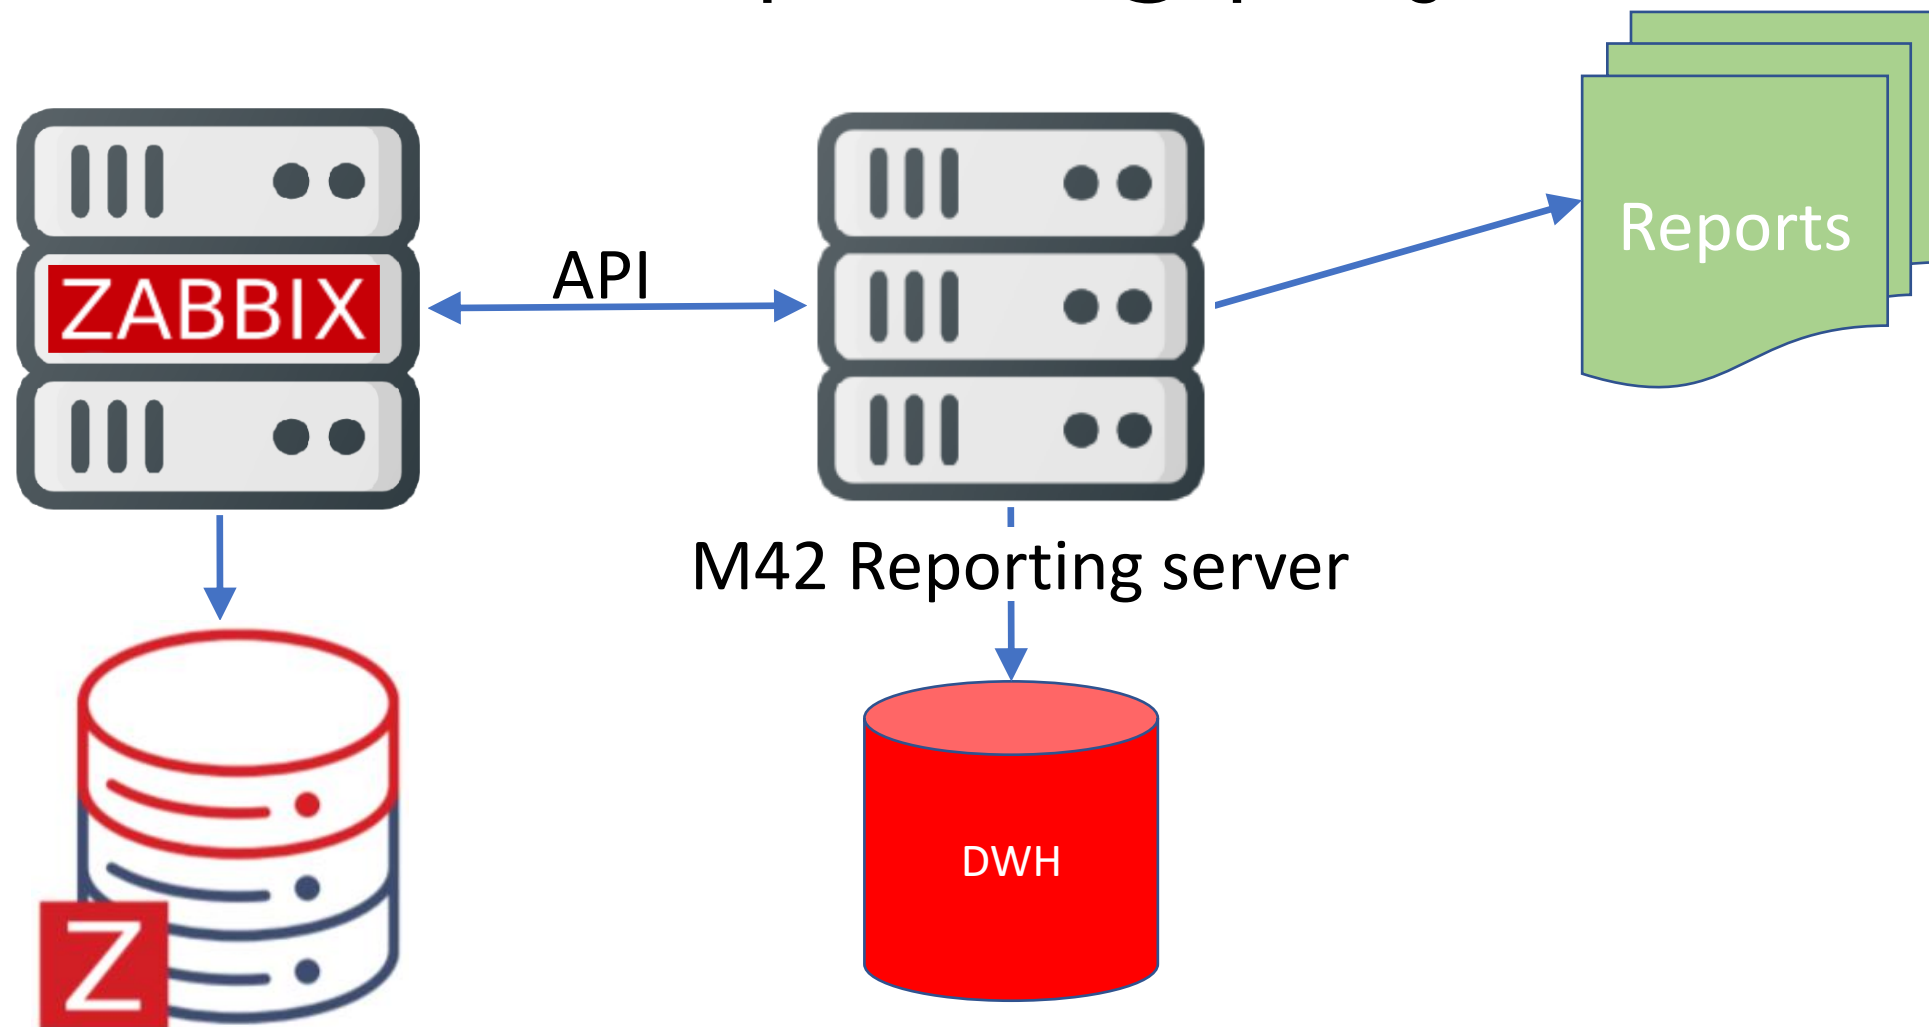 API
Reports
ZABBIX
M42 Reporting server
DWH
Z